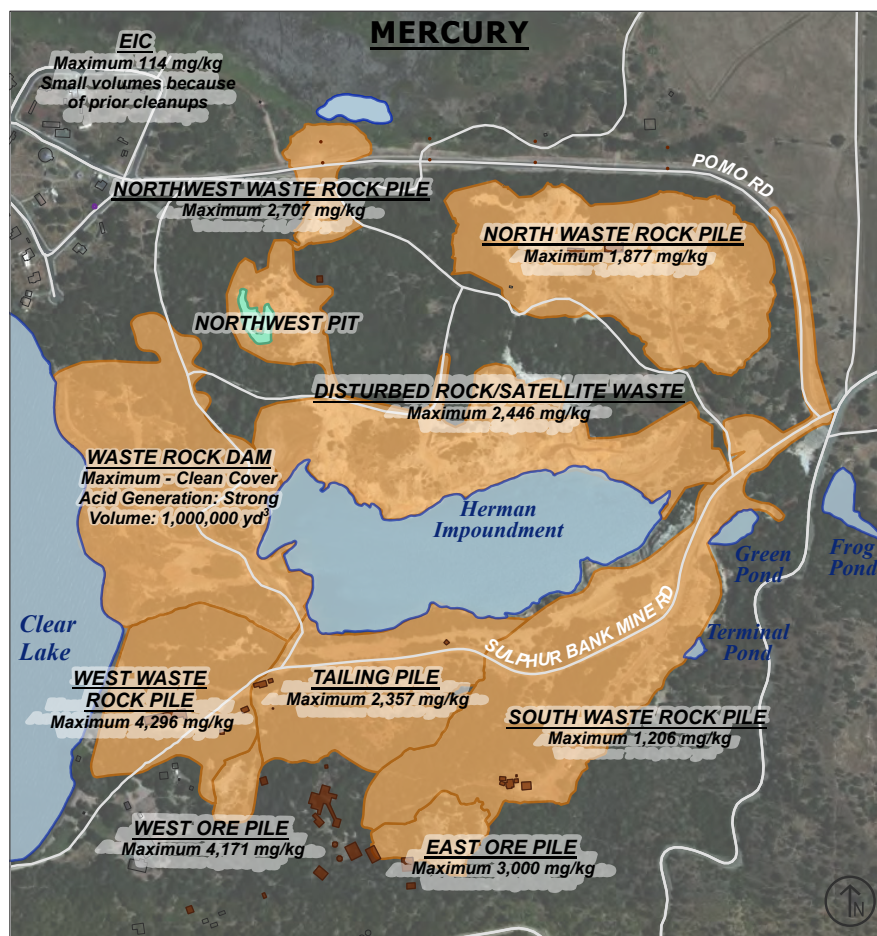 MERCURY
EIC
Maximum 114 mg/kg
Small volumes because
of prior cleanups
POMO RD
NORTHWEST WASTE ROCK PILE
Maximum 2,707 mg/kg
NORTH WASTE ROCK PILE
Maximum 1,877 mg/kg
NORTHWEST PIT
DISTURBED ROCK/SATELLITE WASTE
Maximum 2,446 mg/kg
WASTE ROCK DAM
Maximum - Clean Cover
Acid Generation: Strong
Volume: 1,000,000 yd³
Herman
Impoundment
Green
Pond
Frog
Pond
Clear
Lake
SULPHUR BANK MINE RD
Terminal
Pond
WEST WASTE
ROCK PILE
Maximum 4,296 mg/kg
TAILING PILE
Maximum 2,357 mg/kg
SOUTH WASTE ROCK PILE
Maximum 1,206 mg/kg
WEST ORE PILE
Maximum 4,171 mg/kg
EAST ORE PILE
Maximum 3,000 mg/kg
N